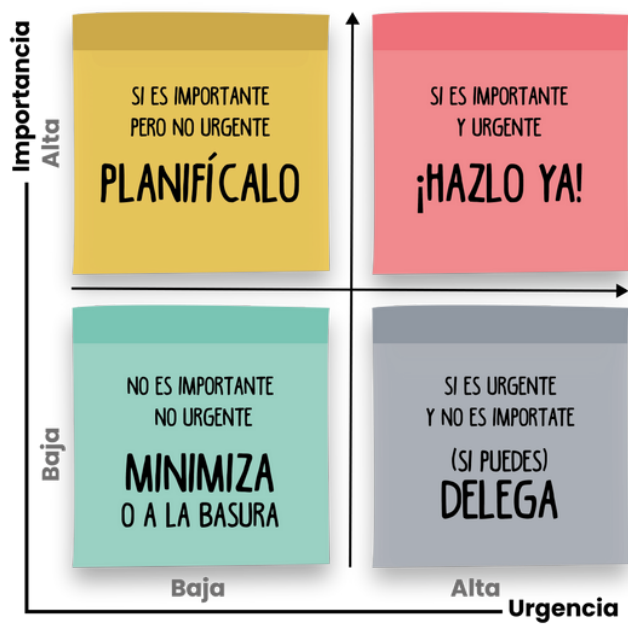 Importancia
Alta
SI ES IMPORTANTE
PERO NO URGENTE
PLANIFÍCALO
SI ES IMPORTANTE
Y URGENTE
¡HAZLO YA!
Baja
NO ES IMPORTANTE
NO URGENTE
MINIMIZA
O A LA BASURA
SI ES URGENTE
Y NO ES IMPORTATE
(SI PUEDES)
DELEGA
Baja
Alta
Urgencia